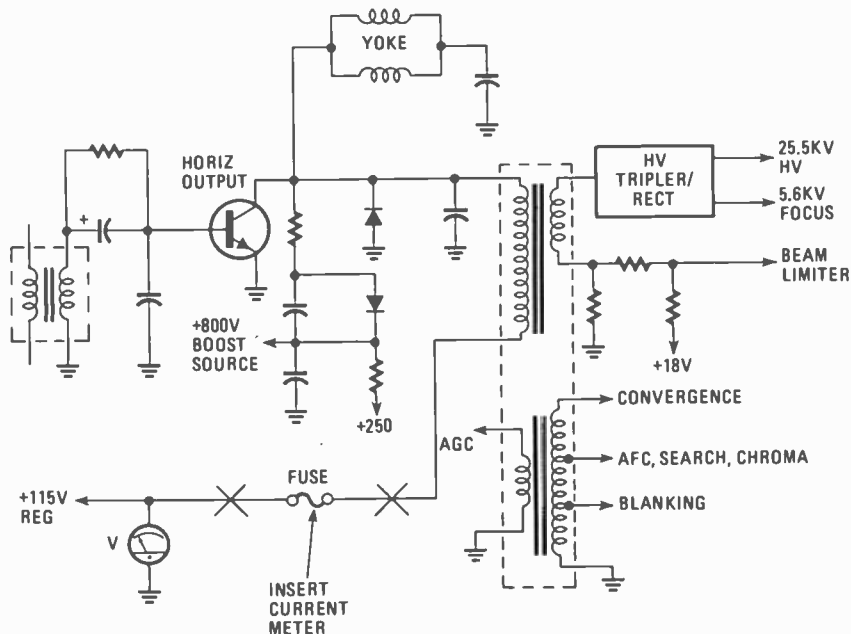 YOKE
HORIZ
OUTPUT
HV
TRIPLER/
RECT
25.5KV
HV
5.6KV
FOCUS
+
BEAM
LIMITER
+800V
BOOST
SOURCE
+18V
+250
CONVERGENCE
AGC
AFC, SEARCH, CHROMA
FUSE
+115V
REG
BLANKING
V
INSERT
CURRENT
METER